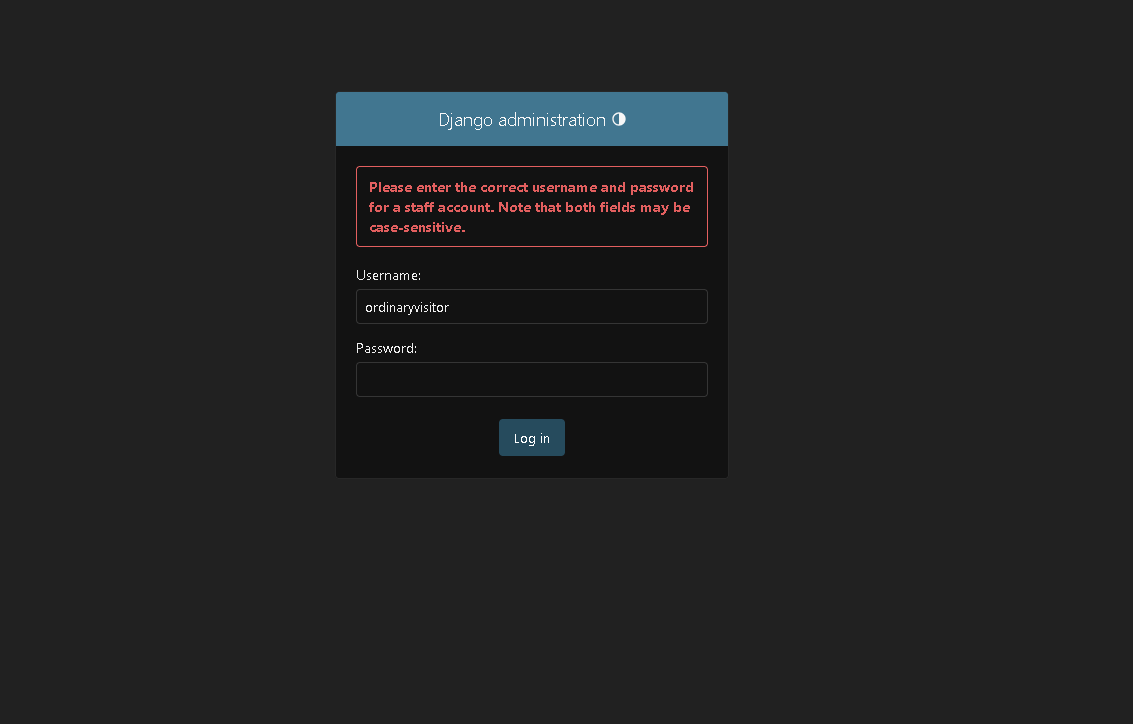 Django administration
Please enter the correct username and password
for a staff account. Note that both fields may be
case-sensitive.
Username:
ordinaryvisitor
Password:
Log in